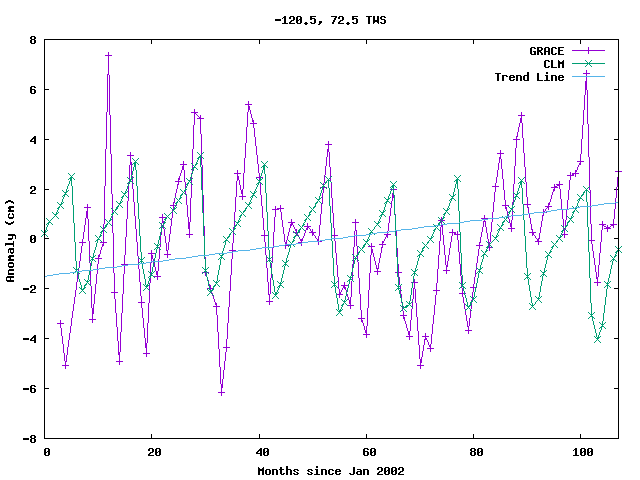 -120.5, 72.5 TWS
GRACE
CLM
Trend Line
Anomaly (cm)
8
6
4
2
0
-2
-4
-6
-8
0 20 40 60 80 100
Months since Jan 2002